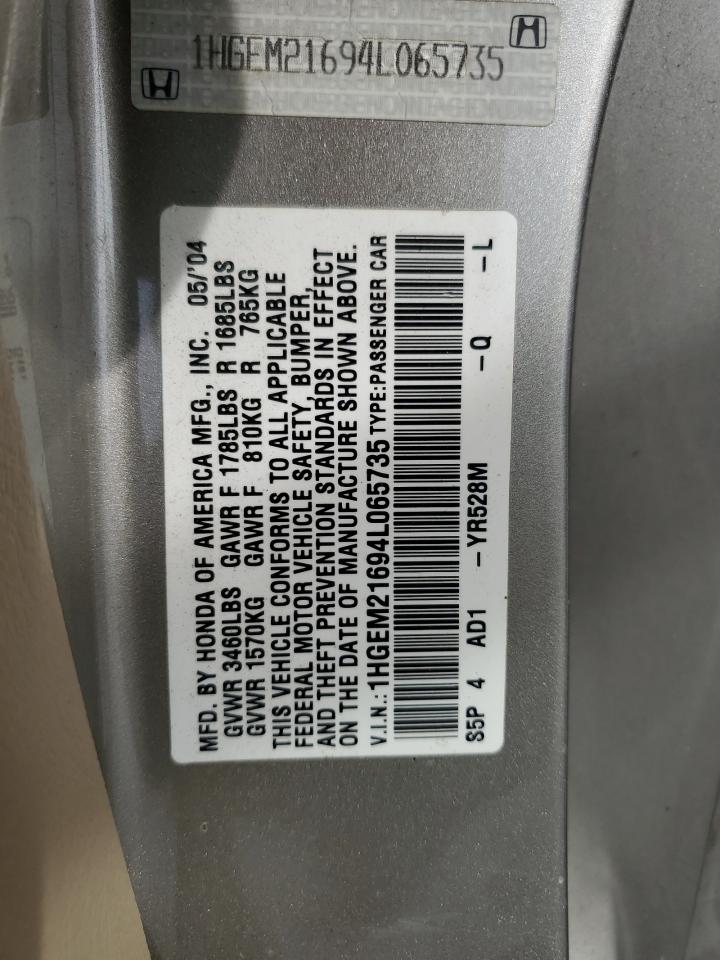 1HGEM21694L065735
MFD. BY HONDA OF AMERICA MFG., INC. 05/'04
GVWR 3460LBS GAWR F 1785LBS R 1685LBS
GVWR 1570KG GAWR F 810KG R 765KG
THIS VEHICLE CONFORMS TO ALL APPLICABLE
FEDERAL MOTOR VEHICLE SAFETY, BUMPER,
AND THEFT PREVENTION STANDARDS IN EFFECT
ON THE DATE OF MANUFACTURE SHOWN ABOVE.
V.I.N.: 1HGEM21694L065735 TYPE:PASSENGER CAR
S5P 4 AD1 -YR528M -Q -L